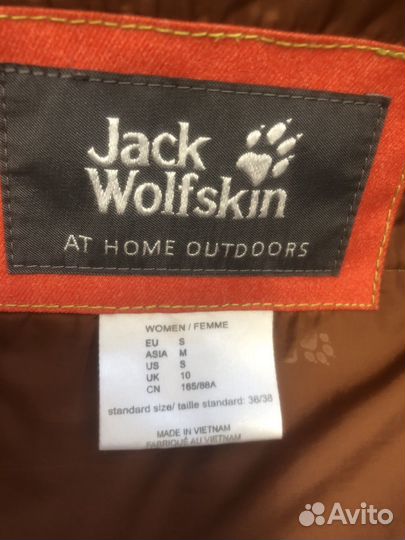 Jack
Wolfskin
AT HOME OUTDOORS
WOMEN / FEMME
EU S
ASIA M
US S
UK 10
CN 165/88A
standard size/ taille standard: 36/38
MADE IN VIETNAM
FABRIQUÉ AU VIETNAM
Avito